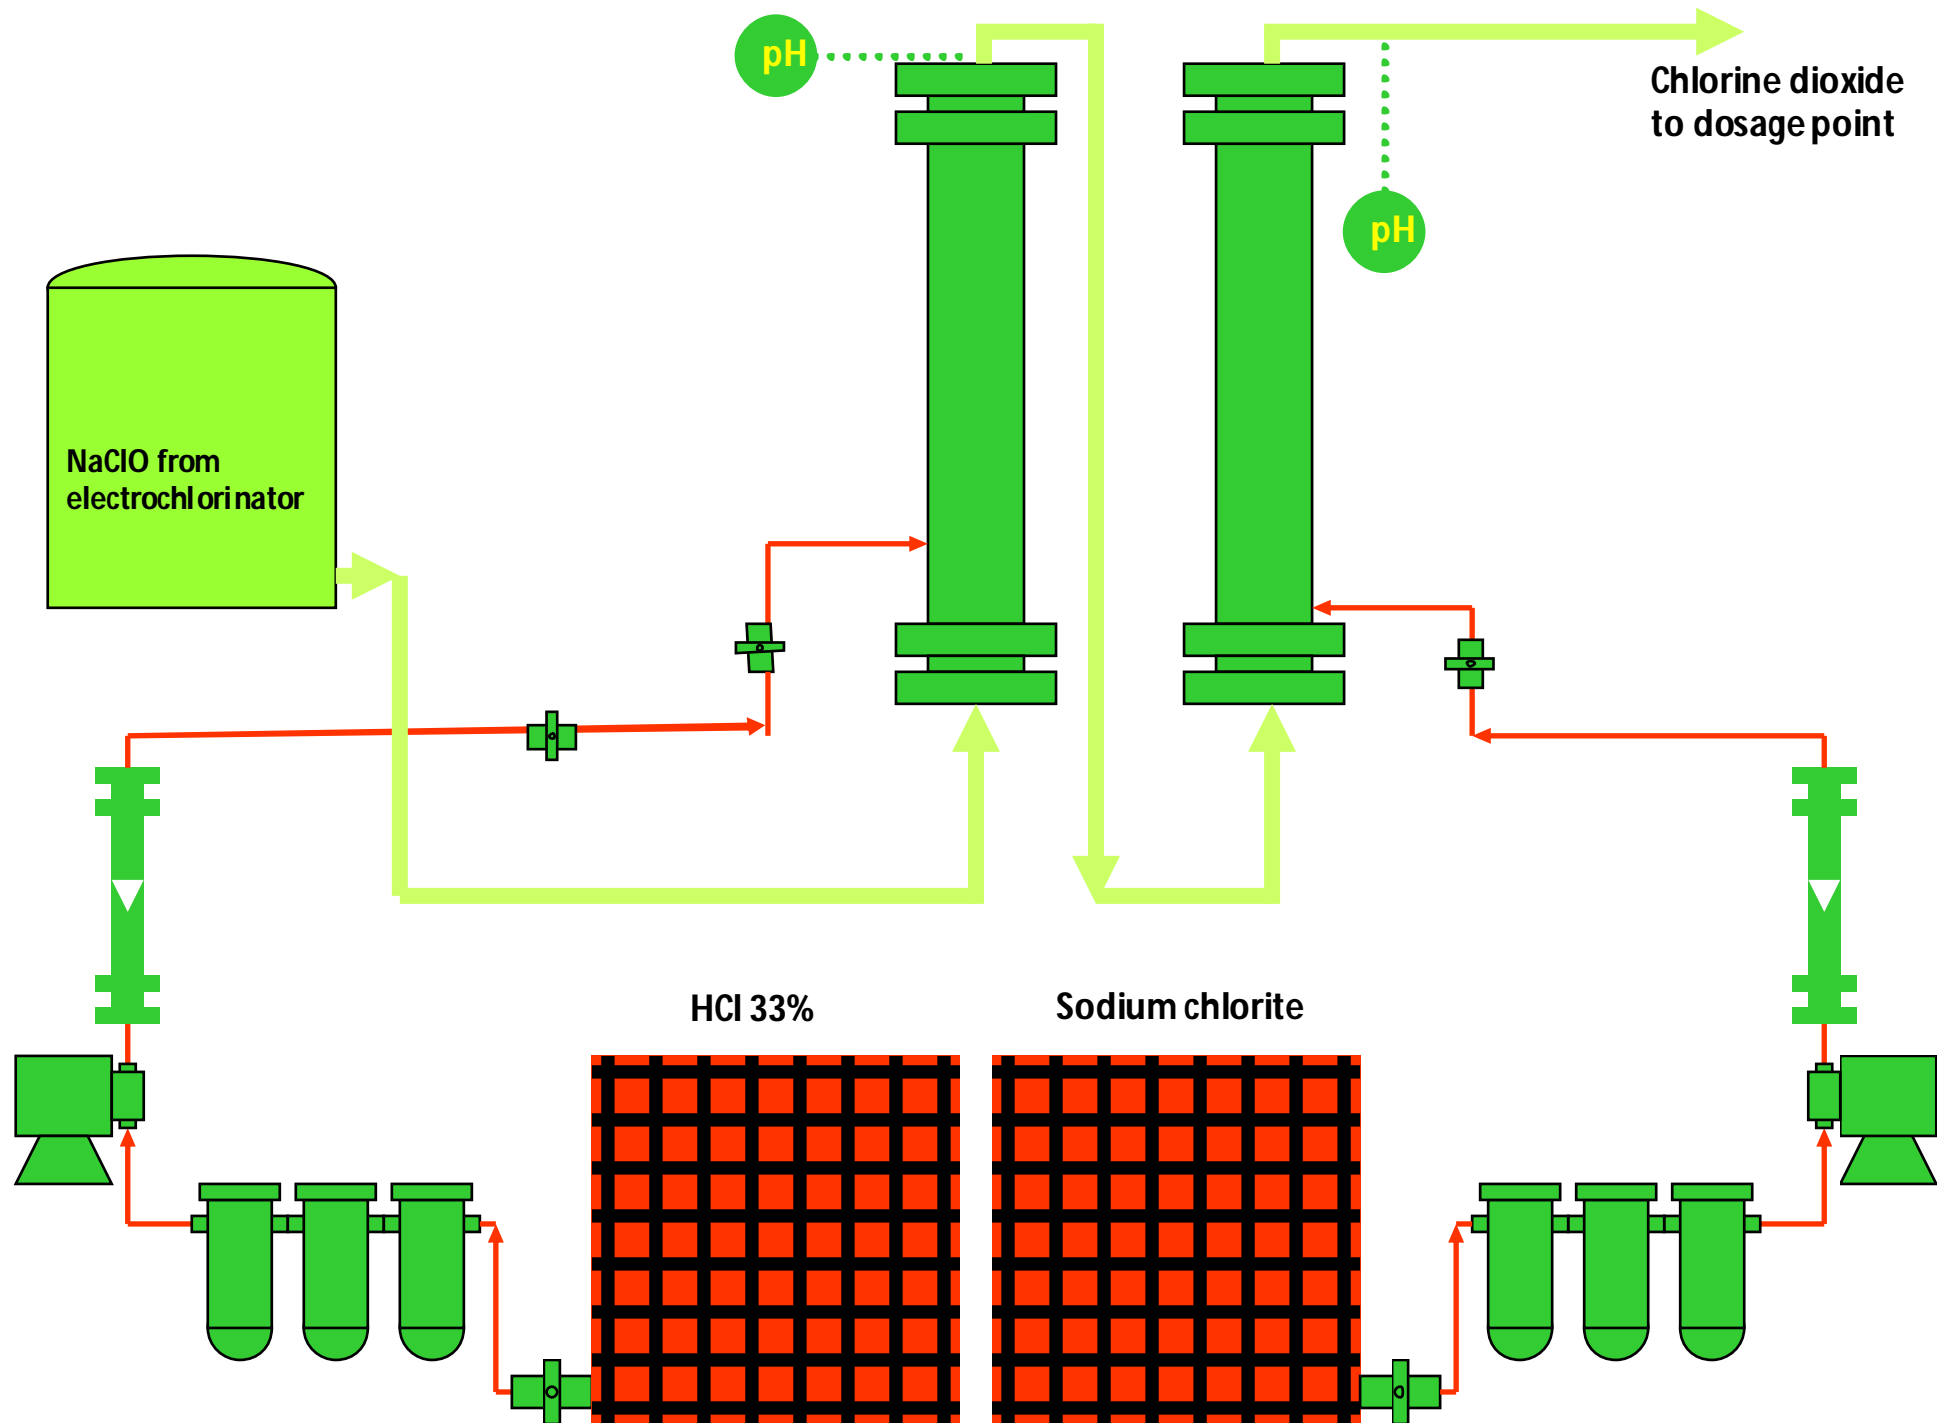 pH
Chlorine dioxide
to dosage point
pH
NaClO from
electrochlorinator
HCl 33%
Sodium chlorite